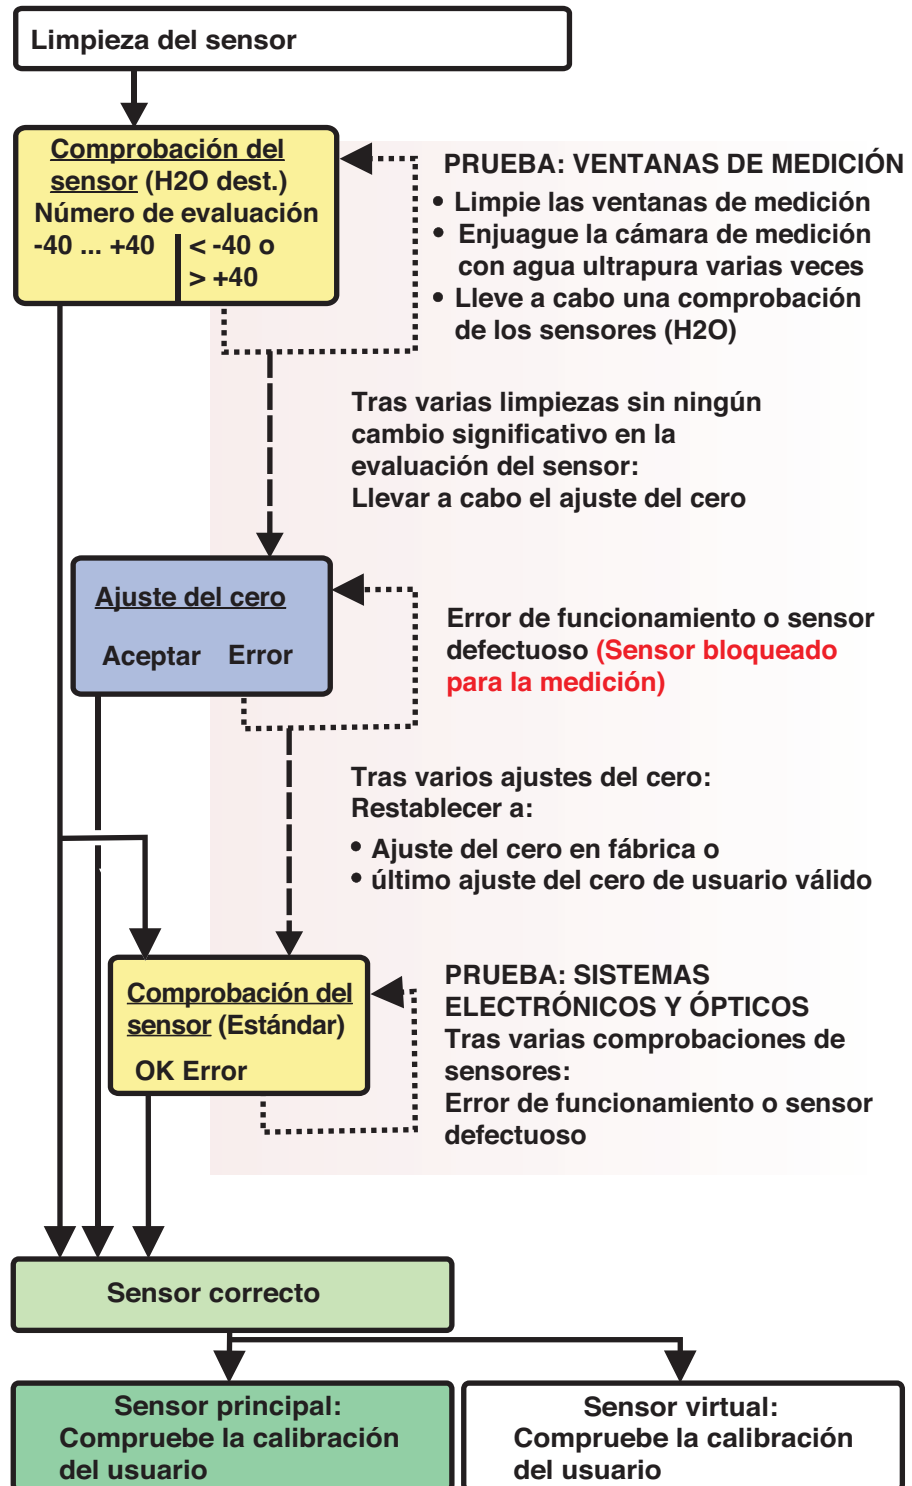 Limpieza del sensor
Comprobación del
sensor (H2O dest.)
Número de evaluación
-40 ... +40
< -40 o
> +40
PRUEBA: VENTANAS DE MEDICIÓN
• Limpie las ventanas de medición
• Enjuague la cámara de medición
con agua ultrapura varias veces
• Lleve a cabo una comprobación
de los sensores (H2O)
Tras varias limpiezas sin ningún
cambio significativo en la
evaluación del sensor:
Llevar a cabo el ajuste del cero
Ajuste del cero
Aceptar Error
Error de funcionamiento o sensor
defectuoso (Sensor bloqueado
para la medición)
Tras varios ajustes del cero:
Restablecer a:
• Ajuste del cero en fábrica o
• último ajuste del cero de usuario válido
Comprobación del
sensor (Estándar)
OK Error
PRUEBA: SISTEMAS
ELECTRÓNICOS Y ÓPTICOS
Tras varias comprobaciones de
sensores:
Error de funcionamiento o sensor
defectuoso
Sensor correcto
Sensor principal:
Compruebe la calibración
del usuario
Sensor virtual:
Compruebe la calibración
del usuario